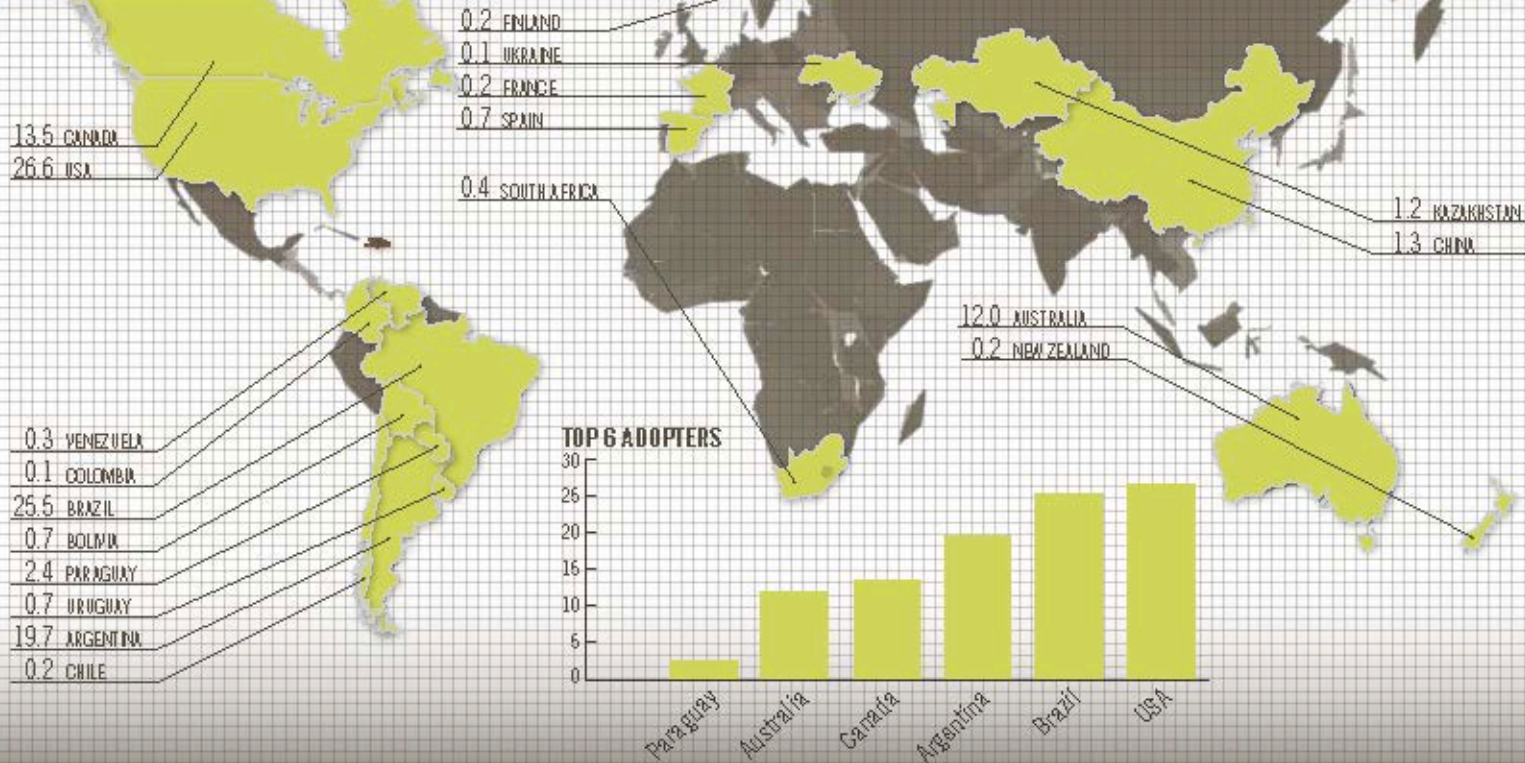 0.2 FINLAND
0.1 UKRAINE
0.2 FRANCE
0.7 SPAIN
13.5 CANADA
26.6 USA
0.4 SOUTH AFRICA
1.2 KAZAKHSTAN
1.3 CHINA
12.0 AUSTRALIA
0.2 NEW ZEALAND
0.3 VENEZUELA
0.1 COLOMBIA
25.5 BRAZIL
0.7 BOLIVIA
2.4 PARAGUAY
0.7 URUGUAY
19.7 ARGENTINA
0.2 CHILE
TOP 6 ADOPTERS
30
25
20
15
10
5
0
Paraguay
Australia
Canada
Argentina
Brazil
USA